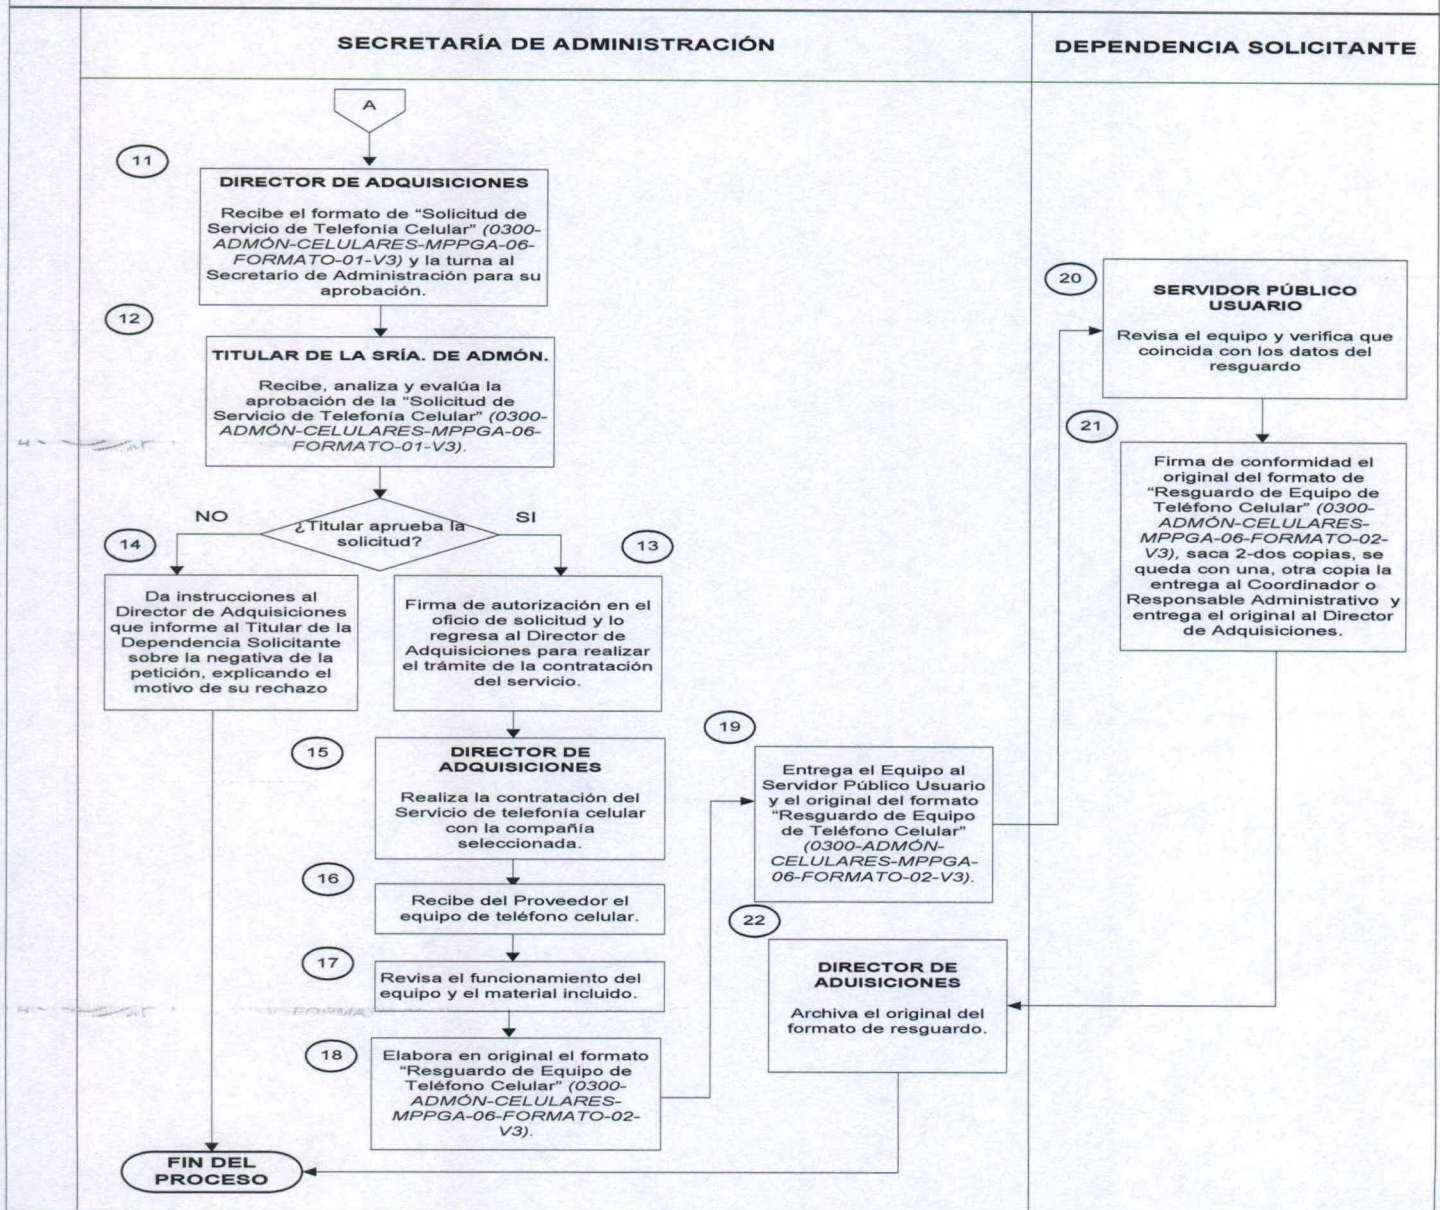 SECRETARÍA DE ADMINISTRACIÓN
DEPENDENCIA SOLICITANTE
A
11
DIRECTOR DE ADQUISICIONES
Recibe el formato de “Solicitud de
Servicio de Telefonía Celular” (0300-
ADMÓN-CELULARES-MPPGA-06-
FORMATO-01-V3) y la turna al
Secretario de Administración para su
aprobación.
12
TITULAR DE LA SRÍA. DE ADMÓN.
Recibe, analiza y evalúa la
aprobación de la “Solicitud de
Servicio de Telefonía Celular” (0300-
ADMÓN-CELULARES-MPPGA-06-
FORMATO-01-V3).
¿Titular aprueba la
solicitud?
NO
SI
14
Da instrucciones al
Director de Adquisiciones
que informe al Titular de la
Dependencia Solicitante
sobre la negativa de la
petición, explicando el
motivo de su rechazo
13
Firma de autorización en el
oficio de solicitud y lo
regresa al Director de
Adquisiciones para realizar
el trámite de la contratación
del servicio.
15
DIRECTOR DE
ADQUISICIONES
Realiza la contratación del
Servicio de telefonía celular
con la compañía
seleccionada.
16
Recibe del Proveedor el
equipo de teléfono celular.
17
Revisa el funcionamiento del
equipo y el material incluido.
18
Elabora en original el formato
“Resguardo de Equipo de
Teléfono Celular” (0300-
ADMÓN-CELULARES-
MPPGA-06-FORMATO-02-
V3).
19
Entrega el Equipo al
Servidor Público Usuario
y el original del formato
“Resguardo de Equipo
de Teléfono Celular”
(0300-ADMÓN-
CELULARES-MPPGA-
06-FORMATO-02-V3).
20
SERVIDOR PÚBLICO
USUARIO
Revisa el equipo y verifica que
coincida con los datos del
resguardo
21
Firma de conformidad el
original del formato de
“Resguardo de Equipo de
Teléfono Celular” (0300-
ADMÓN-CELULARES-
MPPGA-06-FORMATO-02-
V3), saca 2-dos copias, se
queda con una, otra copia la
entrega al Coordinador o
Responsable Administrativo y
entrega el original al Director
de Adquisiciones.
22
DIRECTOR DE
ADUISICIONES
Archiva el original del
formato de resguardo.
FIN DEL
PROCESO